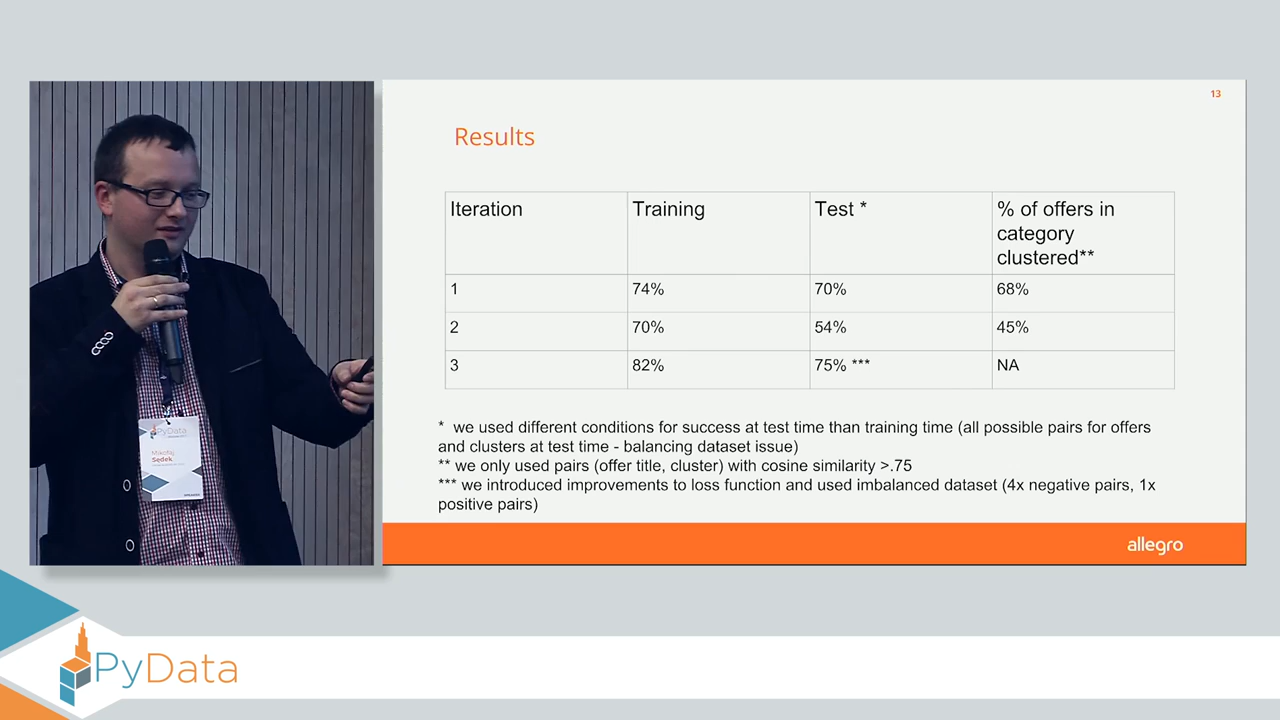 13
Results
Iteration
Training
Test *
% of offers in
category
clustered**
1
74%
70%
68%
2
70%
54%
45%
3
82%
75% ***
NA
* we used different conditions for success at test time than training time (all possible pairs for offers
and clusters at test time - balancing dataset issue)
** we only used pairs (offer title, cluster) with cosine similarity >.75
*** we introduced improvements to loss function and used imbalanced dataset (4x negative pairs, 1x
positive pairs)
allegro
PyData
Mikołaj
Sędek
PyData